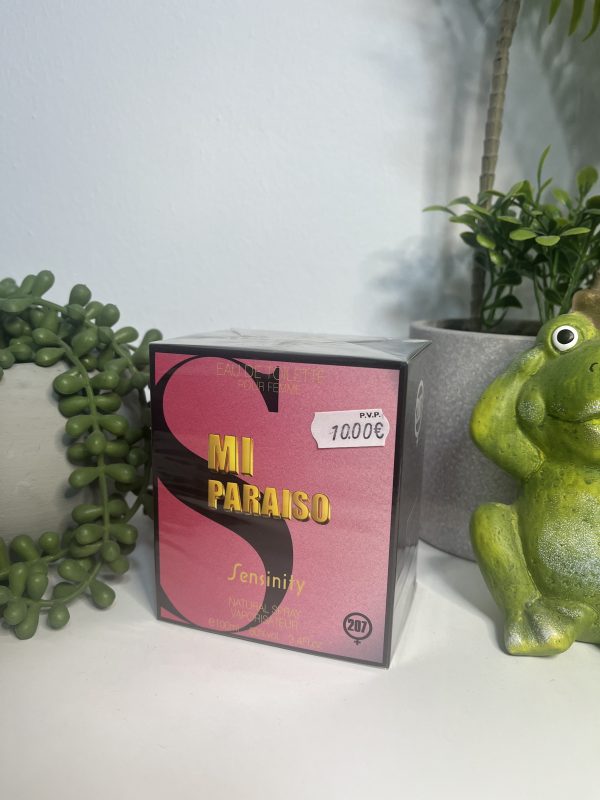 EAU DE TOILETTE
POUR FEMME
P.V.P.
10.00€
S
MI
PARAISO
Sensinity
NATURAL SPRAY
VAPORISATEUR
207